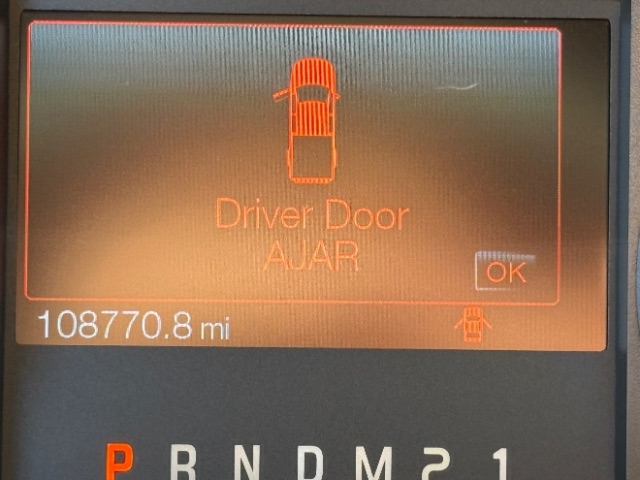 Driver Door
AJAR
OK
108770.8 mi
P R N D M 2 1